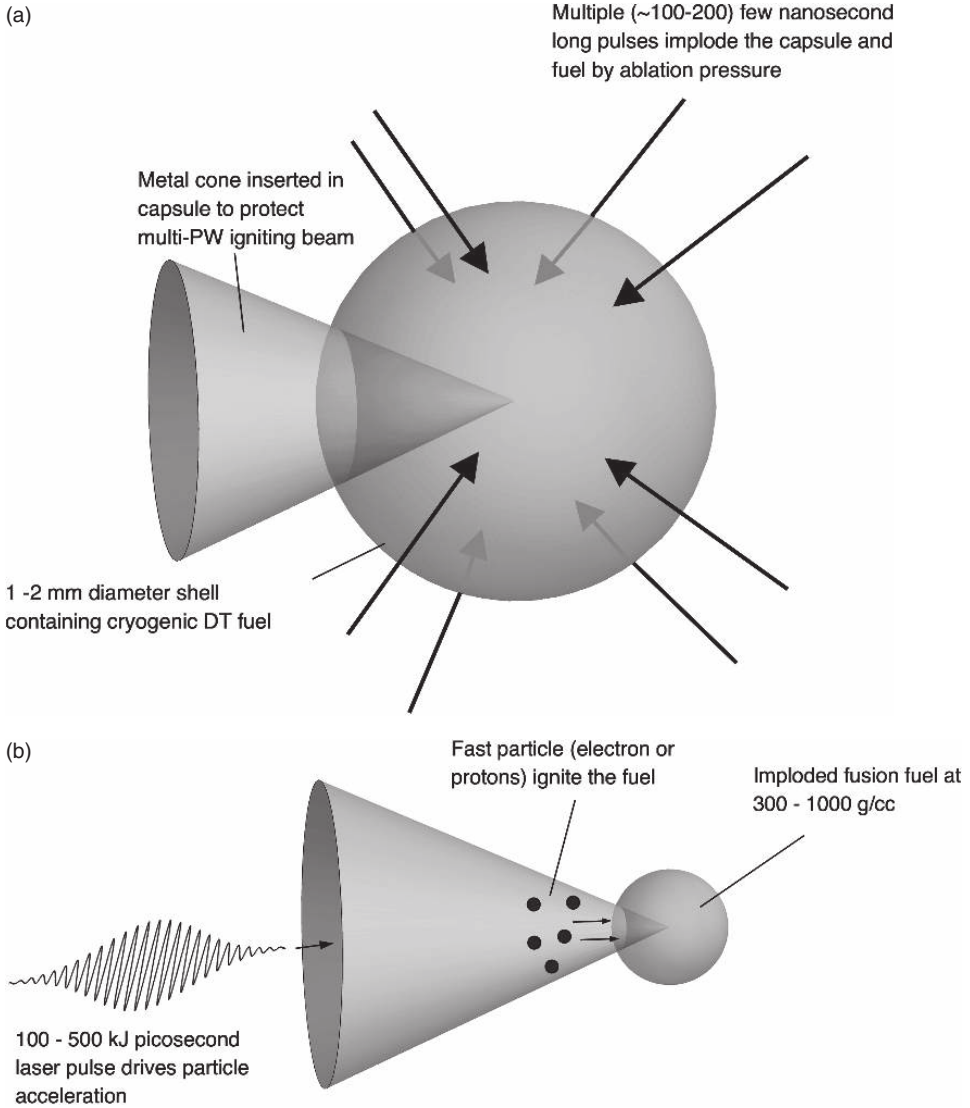 (a)
Multiple (~100-200) few nanosecond
long pulses implode the capsule and
fuel by ablation pressure
Metal cone inserted in
capsule to protect
multi-PW igniting beam
1 -2 mm diameter shell
containing cryogenic DT fuel
(b)
Fast particle (electron or
protons) ignite the fuel
Imploded fusion fuel at
300 - 1000 g/cc
100 - 500 kJ picosecond
laser pulse drives particle
acceleration